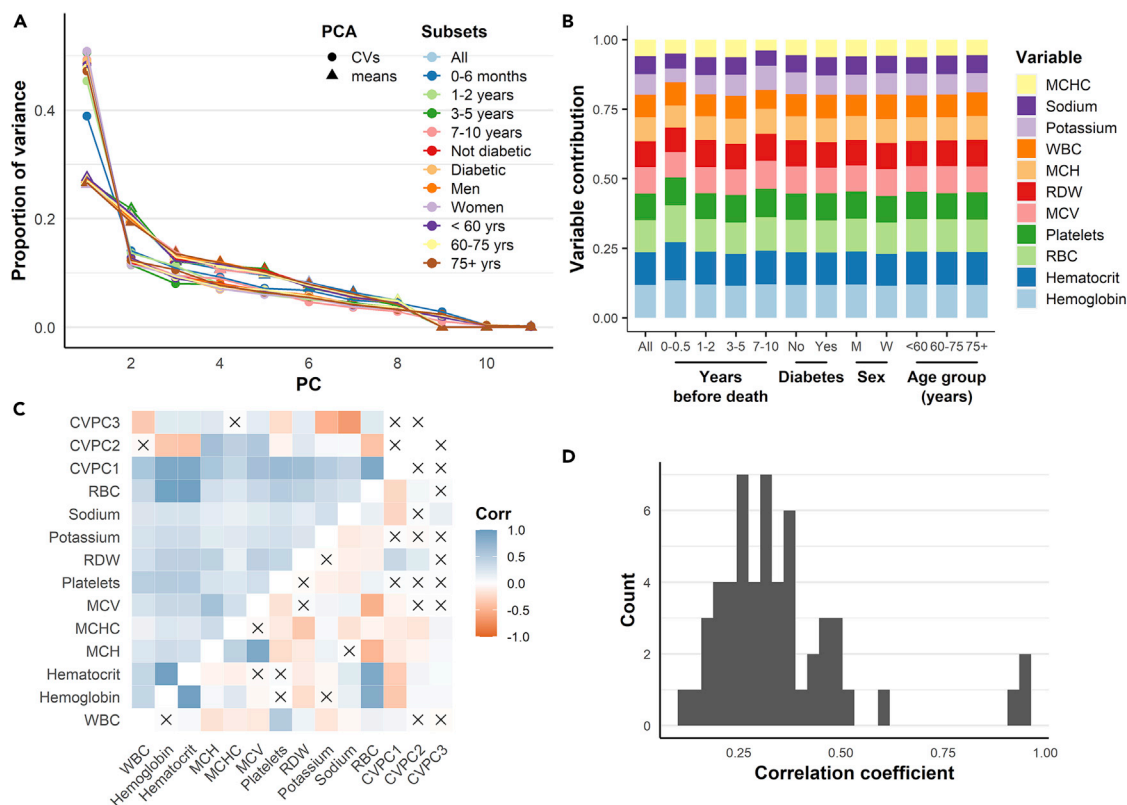 A
PCA
CVs
means
Subsets
All
0-6 months
1-2 years
3-5 years
7-10 years
Not diabetic
Diabetic
Men
Women
< 60 yrs
60-75 yrs
75+ yrs
Proportion of variance
0.4
0.2
0.0
2
4
6
8
10
PC
B
Variable contribution
1.00
0.75
0.50
0.25
0.00
All
0-0.5
1-2
3-5
7-10
No
Yes
M
W
<60
60-75
75+
Years
before death
Diabetes
Sex
Age group
(years)
Variable
MCHC
Sodium
Potassium
WBC
MCH
RDW
MCV
Platelets
RBC
Hematocrit
Hemoglobin
C
CVPC3
CVPC2
CVPC1
RBC
Sodium
Potassium
RDW
Platelets
MCV
MCHC
MCH
Hematocrit
Hemoglobin
WBC
WBC
Hemoglobin
Hematocrit
MCH
MCHC
MCV
Platelets
RDW
Potassium
Sodium
RBC
CVPC1
CVPC2
CVPC3
Corr
1.0
0.5
0.0
-0.5
-1.0
D
Count
6
4
2
0
0.25
0.50
0.75
1.00
Correlation coefficient